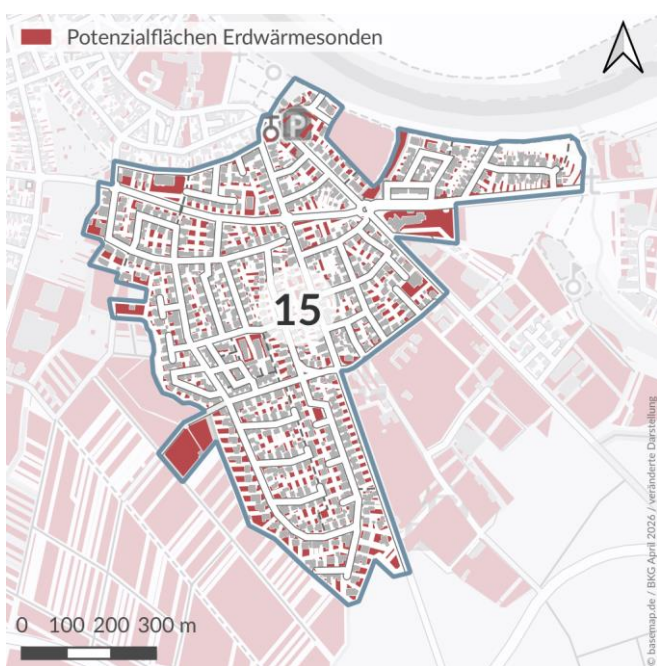 Potenzialflächen Erdwärmesonden
P
15
0 100 200 300 m
© basemap.de / BKG April 2026 / veränderte Darstellung